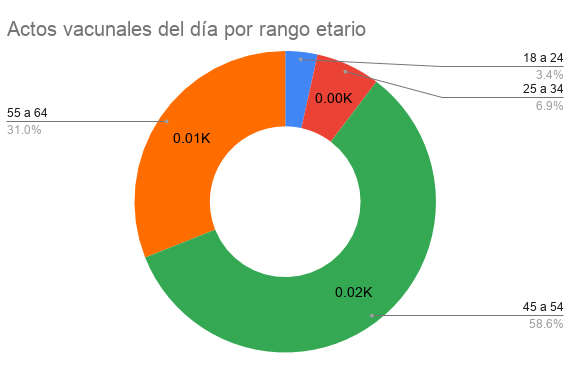 Actos vacunales del día por rango etario
18 a 24
3.4%
25 a 34
6.9%
0.00K
55 a 64
31.0%
0.01K
0.02K
45 a 54
58.6%